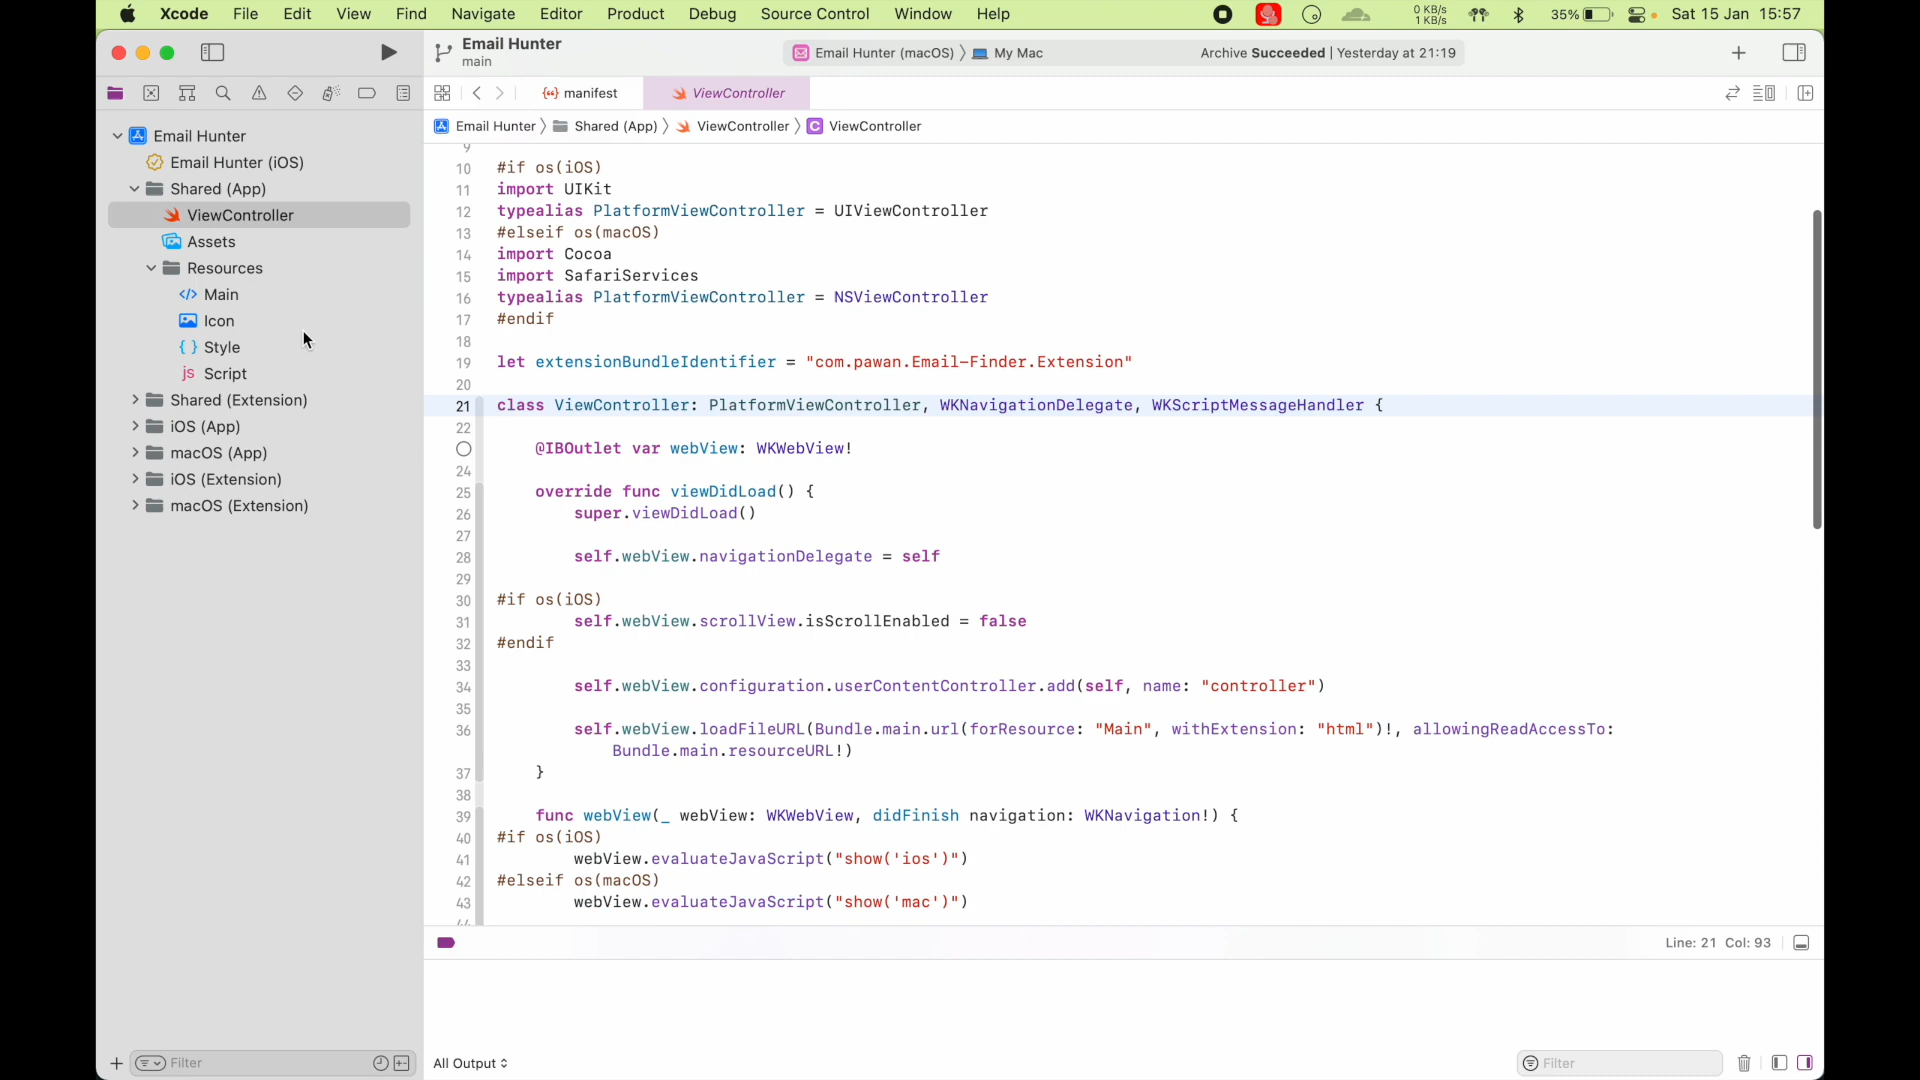 Xcode File Edit View Find Navigate Editor Product Debug Source Control Window Help
0 KB/s
1 KB/s
35% Sat 15 Jan 15:57
Email Hunter
main
Email Hunter (macOS) My Mac
Archive Succeeded | Yesterday at 21:19
manifest
ViewController
Email Hunter Shared (App) ViewController C ViewController
Email Hunter
Email Hunter (iOS)
Shared (App)
ViewController
Assets
Resources
Main
Icon
{ } Style
js Script
Shared (Extension)
iOS (App)
macOS (App)
iOS (Extension)
macOS (Extension)
9
10 #if os(iOS)
11 import UIKit
12 typealias PlatformViewController = UIViewController
13 #elseif os(macOS)
14 import Cocoa
15 import SafariServices
16 typealias PlatformViewController = NSViewController
17 #endif
18
19 let extensionBundleIdentifier = "com.pawan.Email-Finder.Extension"
20
21 class ViewController: PlatformViewController, WKNavigationDelegate, WKScriptMessageHandler {
22
@IBOutlet var webView: WKWebView!
24
25 override func viewDidLoad() {
26 super.viewDidLoad()
27
28 self.webView.navigationDelegate = self
29
30 #if os(iOS)
31 self.webView.scrollView.isScrollEnabled = false
32 #endif
33
34 self.webView.configuration.userContentController.add(self, name: "controller")
35
36 self.webView.loadFileURL(Bundle.main.url(forResource: "Main", withExtension: "html")!, allowingReadAccessTo:
Bundle.main.resourceURL!)
37 }
38
39 func webView(_ webView: WKWebView, didFinish navigation: WKNavigation!) {
40 #if os(iOS)
41 webView.evaluateJavaScript("show('ios')")
42 #elseif os(macOS)
43 webView.evaluateJavaScript("show('mac')")
44
Line: 21 Col: 93
Filter
All Output
Filter